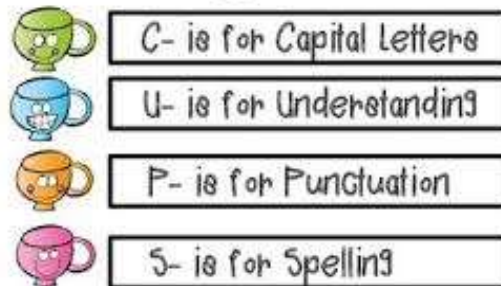 C- is for Capital Letters
U- is for Understanding
P- is for Punctuation
S- is for Spelling